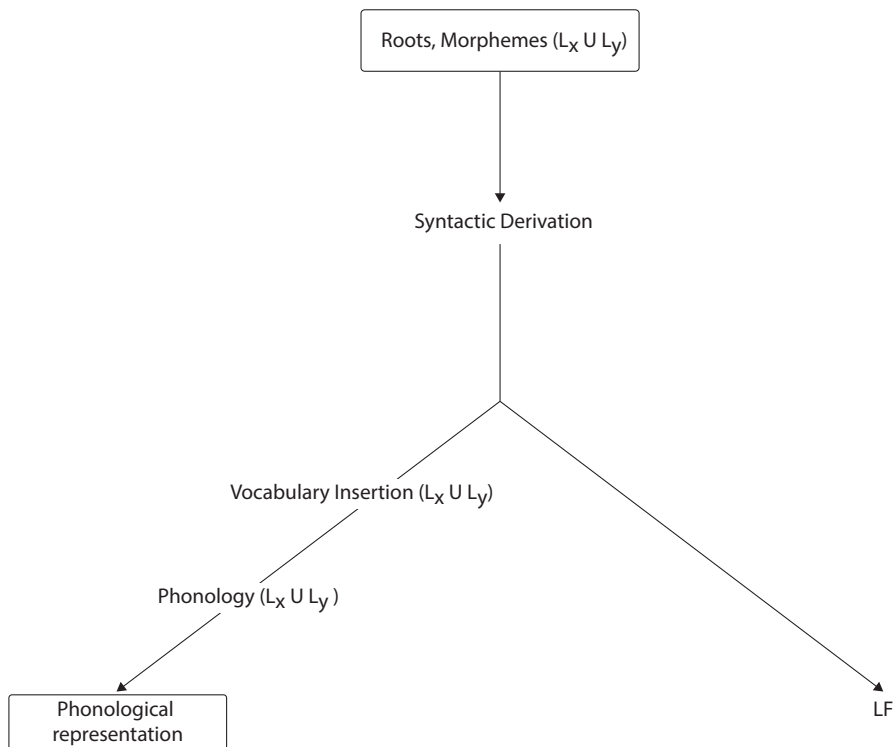 Roots, Morphemes (Lx U Ly)
Syntactic Derivation
Vocabulary Insertion (Lx U Ly)
Phonology (Lx U Ly )
Phonological
representation
LF